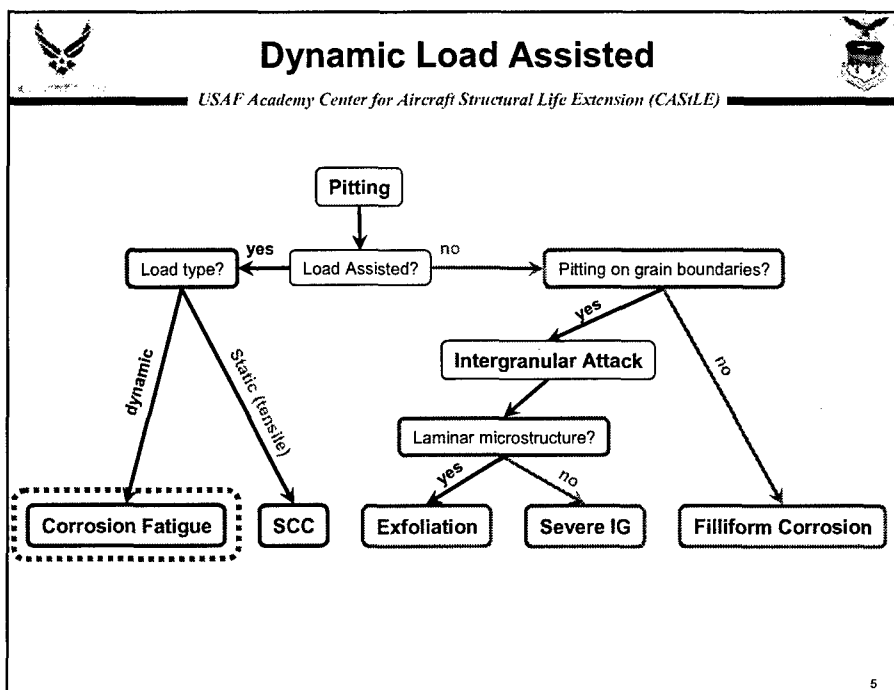 Dynamic Load Assisted
USAF Academy Center for Aircraft Structural Life Extension (CAStLE)
Pitting
Load type?
yes
Load Assisted?
no
Pitting on grain boundaries?
dynamic
Static (tensile)
yes
no
Intergranular Attack
Laminar microstructure?
yes
no
Corrosion Fatigue
SCC
Exfoliation
Severe IG
Filliform Corrosion
5